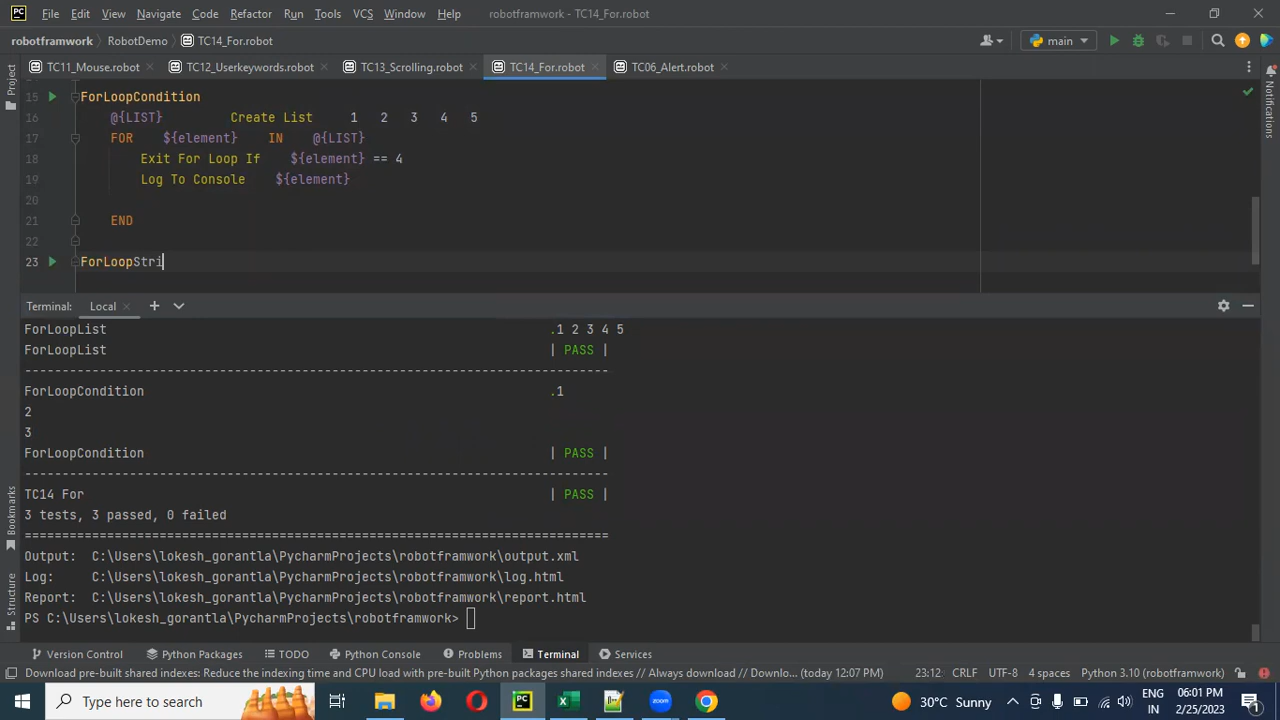 File Edit View Navigate Code Refactor Run Tools VCS Window Help robotframwork - TC14_For.robot
robotframwork RobotDemo TC14_For.robot main
Project TC11_Mouse.robot TC12_Userkeywords.robot TC13_Scrolling.robot TC14_For.robot TC06_Alert.robot
Notifications
15 ForLoopCondition
16 @{LIST} Create List 1 2 3 4 5
17 FOR ${element} IN @{LIST}
18 Exit For Loop If ${element} == 4
19 Log To Console ${element}
20
21 END
22
23 ForLoopStri
Terminal: Local
ForLoopList .1 2 3 4 5
ForLoopList | PASS |
------------------------------------------------------------------------------
ForLoopCondition .1
2
3
ForLoopCondition | PASS |
------------------------------------------------------------------------------
TC14 For | PASS |
3 tests, 3 passed, 0 failed
==============================================================================
Output: C:\Users\lokesh_gorantla\PycharmProjects\robotframwork\output.xml
Log: C:\Users\lokesh_gorantla\PycharmProjects\robotframwork\log.html
Report: C:\Users\lokesh_gorantla\PycharmProjects\robotframwork\report.html
PS C:\Users\lokesh_gorantla\PycharmProjects\robotframwork>
Bookmarks
Structure
Version Control Python Packages TODO Python Console Problems Terminal Services
Download pre-built shared indexes: Reduce the indexing time and CPU load with pre-built Python packages shared indexes // Always download // Downlo... (today 12:07 PM) 23:12 CRLF UTF-8 4 spaces Python 3.10 (robotframwork)
Type here to search 30°C Sunny ENG IN 06:01 PM 2/25/2023 1